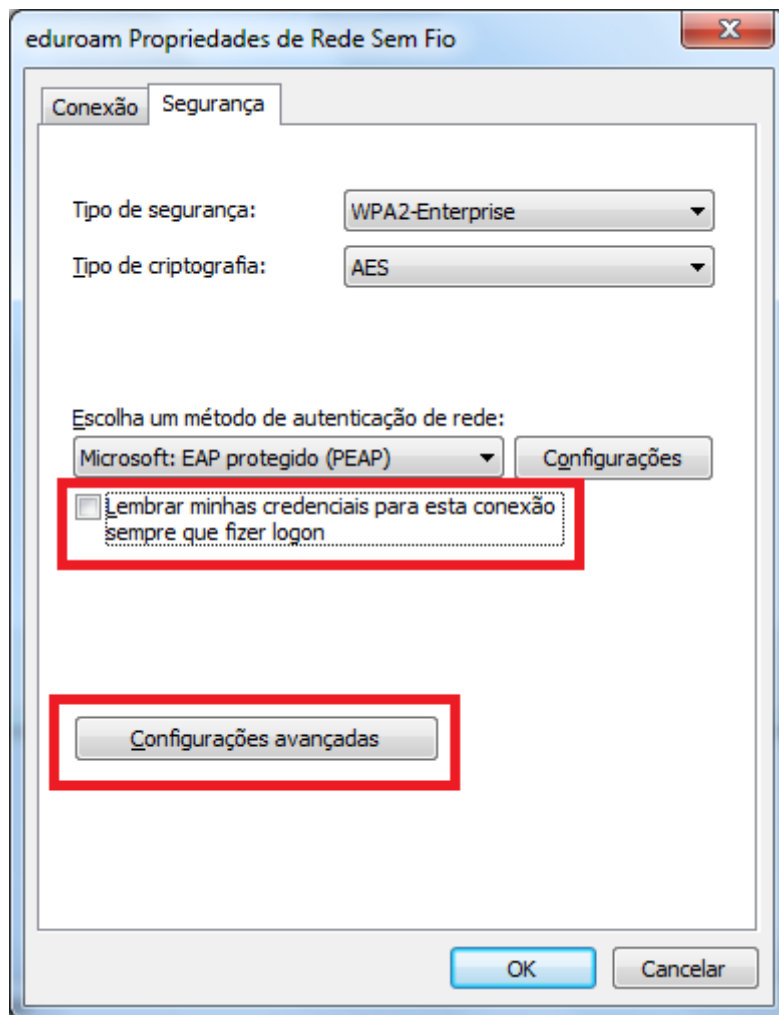 eduroam Propriedades de Rede Sem Fio
Conexão Segurança
Tipo de segurança: WPA2-Enterprise
Tipo de criptografia: AES
Escolha um método de autenticação de rede:
Microsoft: EAP protegido (PEAP) Configurações
Lembrar minhas credenciais para esta conexão
sempre que fizer logon
Configurações avançadas
OK Cancelar